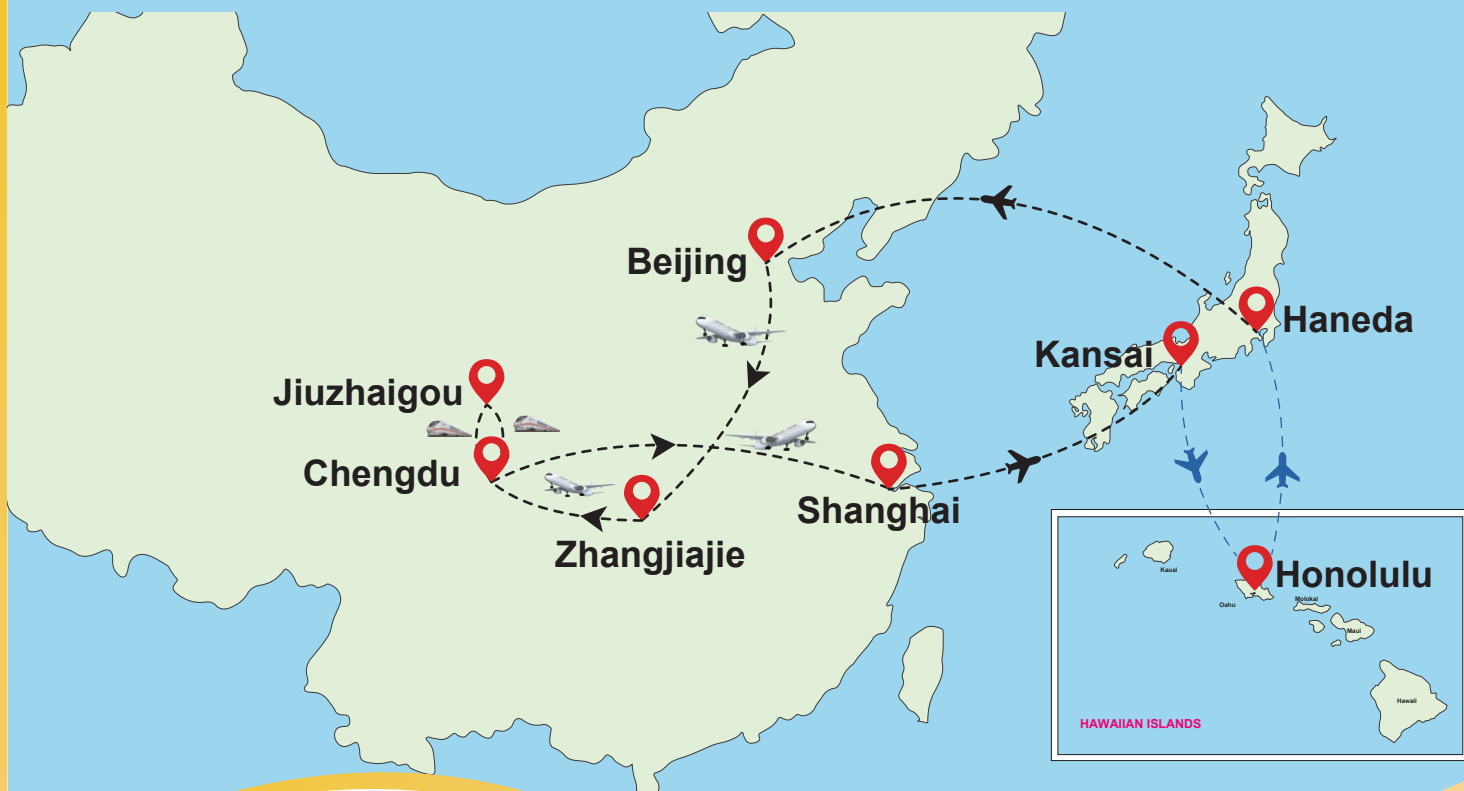 Beijing
Haneda
Kansai
Jiuzhaigou
Chengdu
Shanghai
Zhangjiajie
Honolulu
Kauai
Oahu
Molokai
Maui
Hawaii
HAWAIIAN ISLANDS